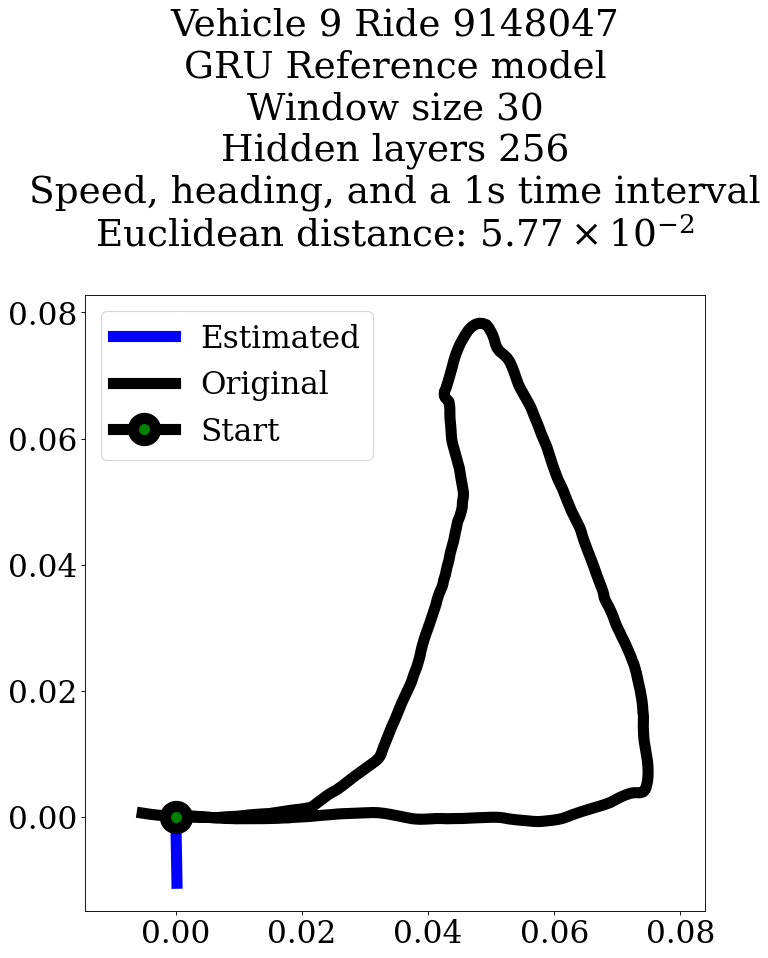 Vehicle 9 Ride 9148047
GRU Reference model
Window size 30
Hidden layers 256
Speed, heading, and a 1s time interval
Euclidean distance: 5.77 × 10⁻²
0.08
0.06
0.04
0.02
0.00
Estimated
Original
Start
0.00 0.02 0.04 0.06 0.08